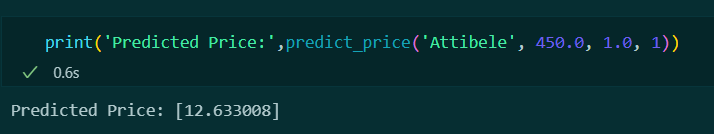 print('Predicted Price:',predict_price('Attibele', 450.0, 1.0, 1))
0.6s
Predicted Price: [12.633008]